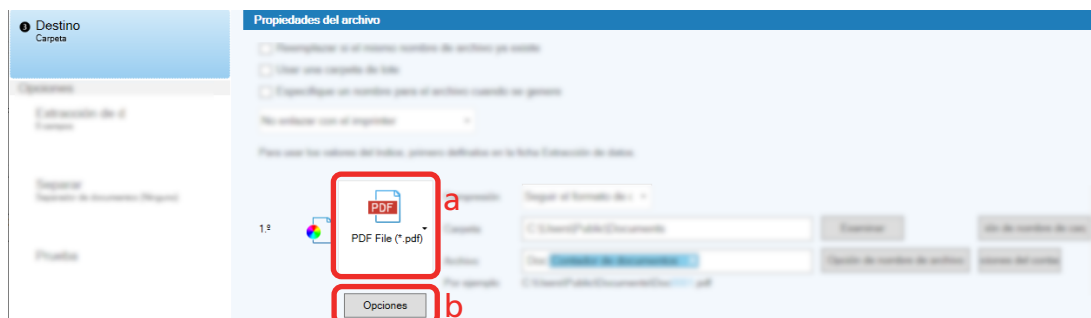 ❸ Destino
Carpeta
Propiedades del archivo
Reemplazar si el mismo nombre de archivo ya existe
Usar una carpeta de lote
Especifique un nombre para el archivo cuando se genere
Opciones
Extracción de d
Ejemplo
No enlazar con el imprinter
Para usar los valores del índice, primero defínalos en la ficha Extracción de datos.
Separar
Separador de documentos (Ninguno)
Prueba
1.º
PDF
PDF File (*.pdf)
a
Seguir el formato de
Carpeta
C:\Users\Public\Documents
Examinar
Archivo
Doc Contador de documentos
Opción de nombre de archivo
Por ejemplo
Opciones
b